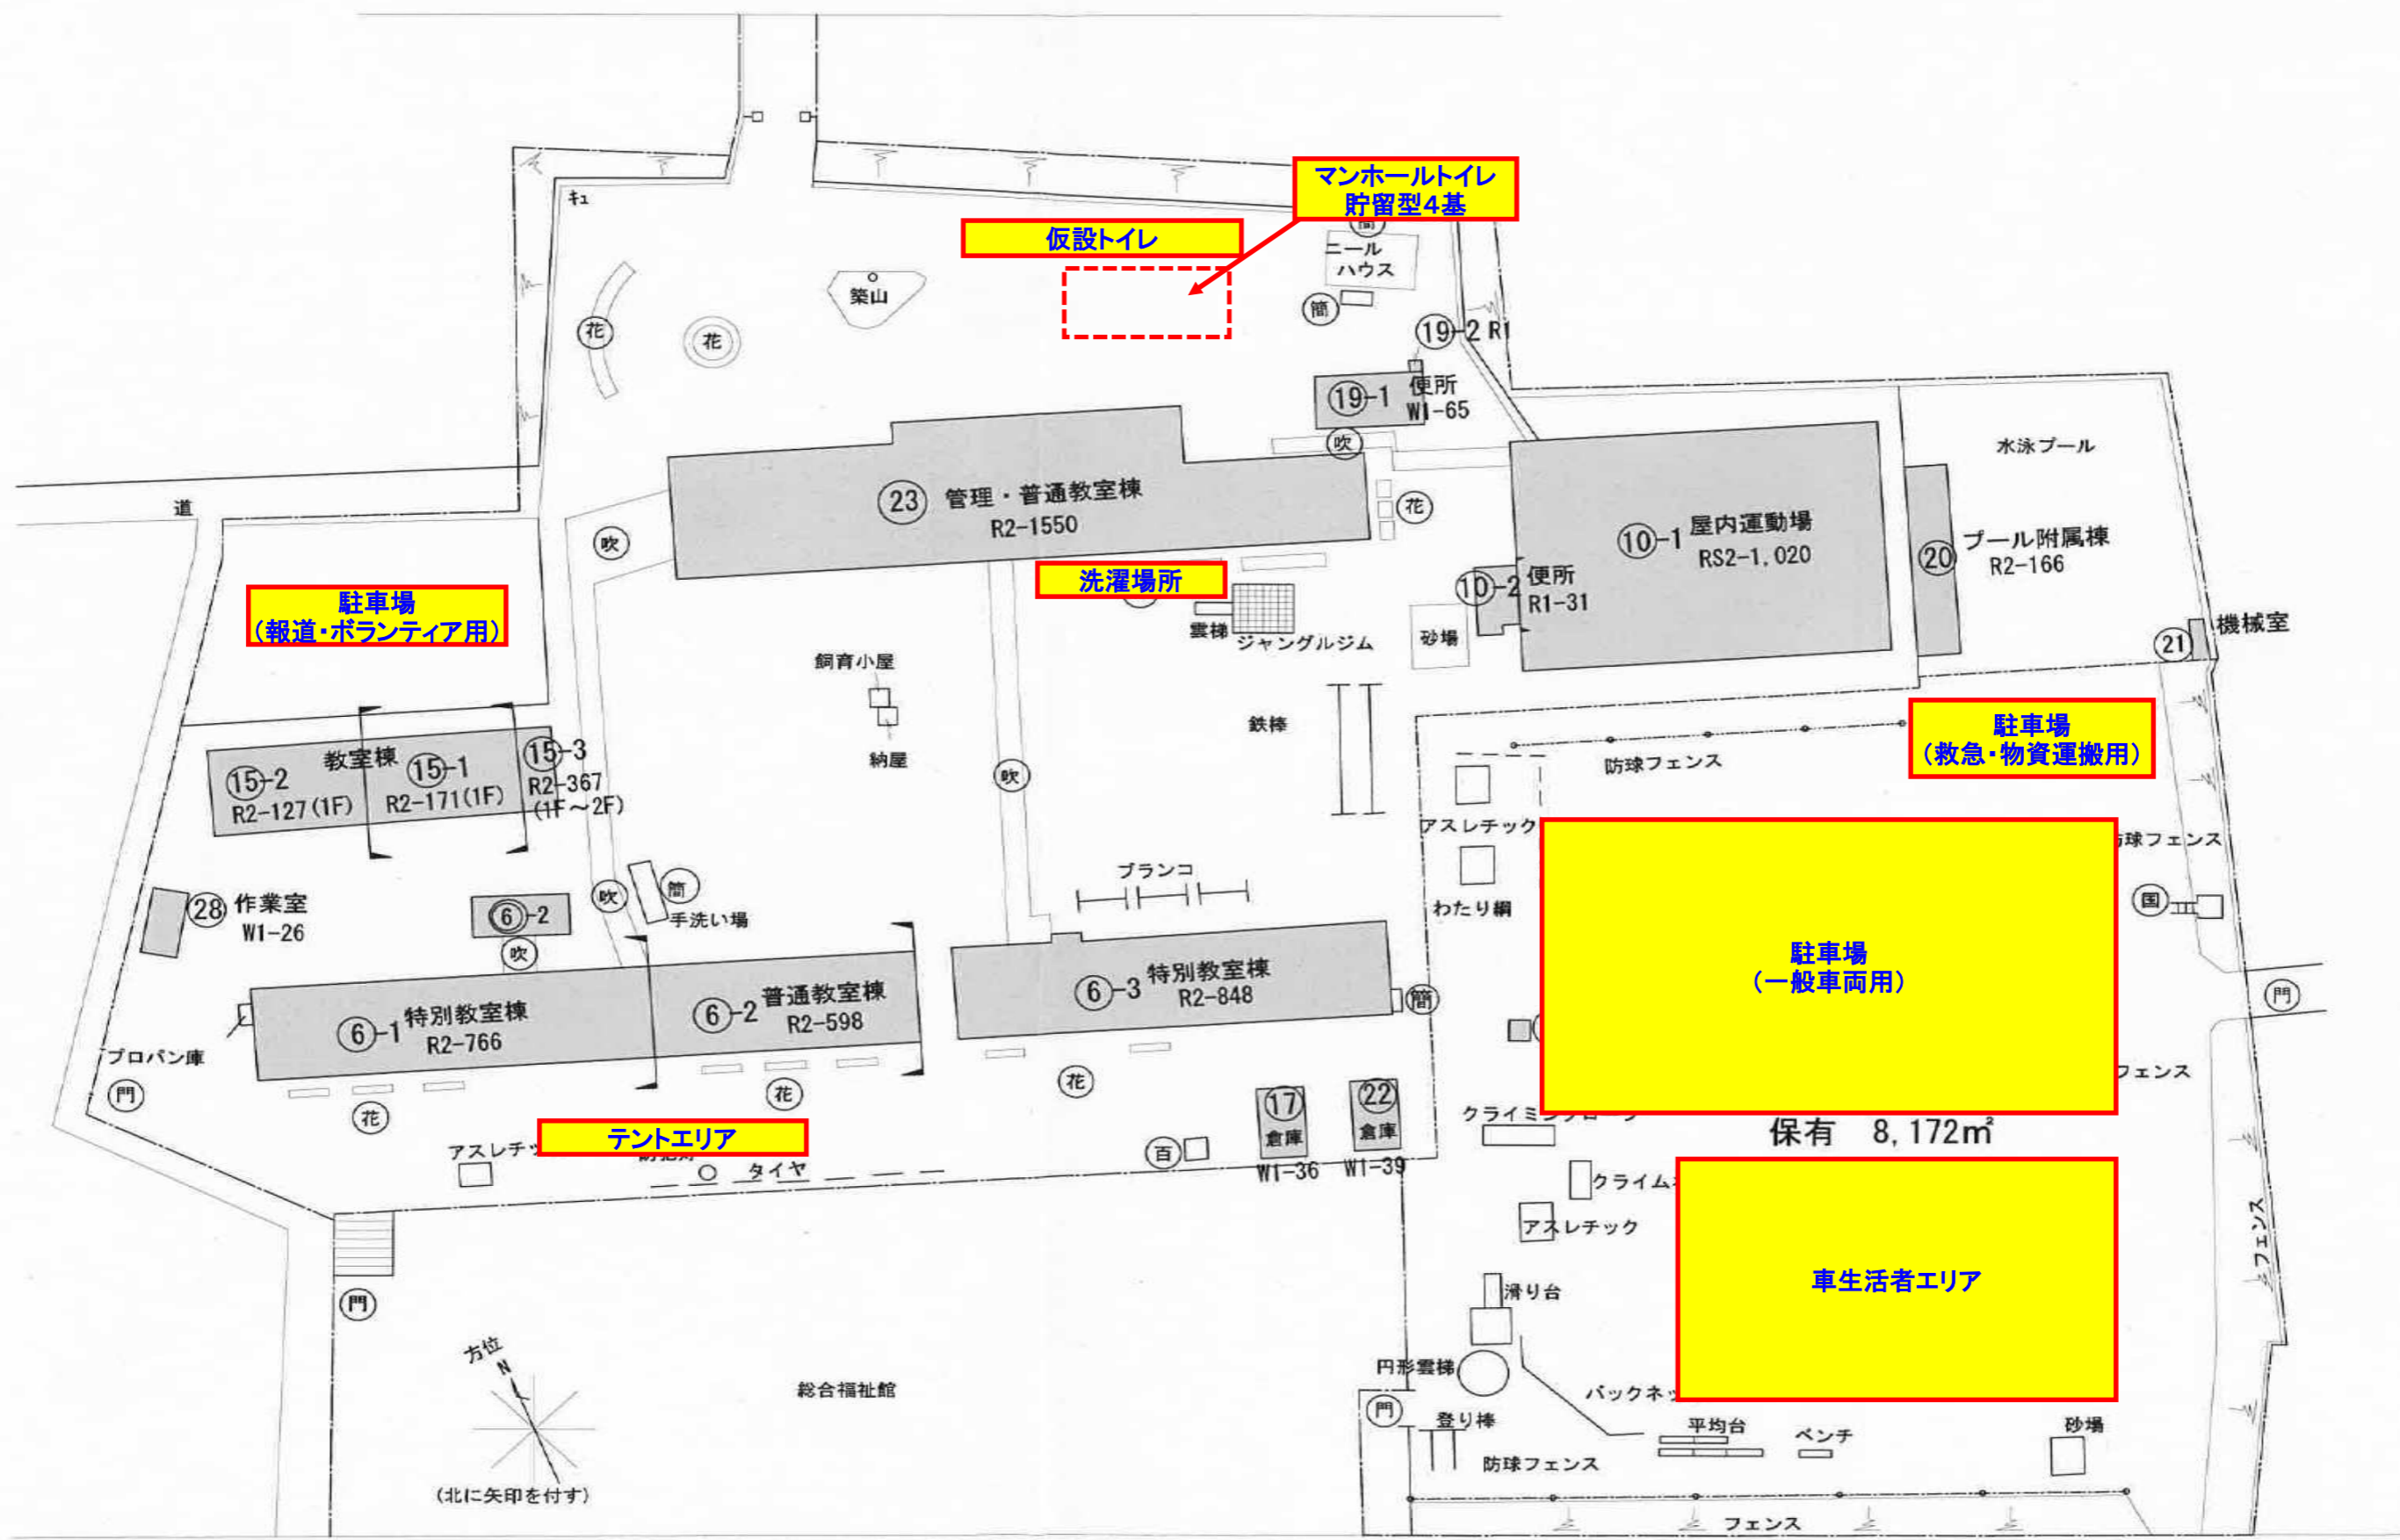 マンホールトイレ
貯留型4基
仮設トイレ
キュ
簡
ニール
ハウス
築山
簡
花
花
19-2 R1
19-1 便所
W1-65
吹
水泳プール
道
23 管理・普通教室棟
R2-1550
花
吹
10-1 屋内運動場
RS2-1,020
20 プール附属棟
R2-166
洗濯場所
10-2 便所
R1-31
駐車場
(報道・ボランティア用)
雲梯
ジャングルジム
砂場
21 機械室
飼育小屋
納屋
鉄棒
駐車場
(救急・物資運搬用)
防球フェンス
教室棟
15-2
R2-127(1F)
15-1
R2-171(1F)
15-3
R2-367
(1F~2F)
吹
アスレチック
球フェンス
ブランコ
わたり綱
28 作業室
W1-26
6-2
吹
吹
簡
手洗い場
国
駐車場
(一般車両用)
門
6-1 特別教室棟
R2-766
6-2 普通教室棟
R2-598
6-3 特別教室棟
R2-848
簡
プロパン庫
門
花
花
花
フェンス
17
倉庫
W1-36
22
倉庫
W1-39
保有 8,172㎡
テントエリア
アスレチッ
タイヤ
百
クライミン
クライム
アスレチック
フェンス
門
車生活者エリア
滑り台
方位
N
(北に矢印を付す)
総合福祉館
円形雲梯
バックネッ
門
登り棒
平均台
ベンチ
砂場
防球フェンス
フェンス